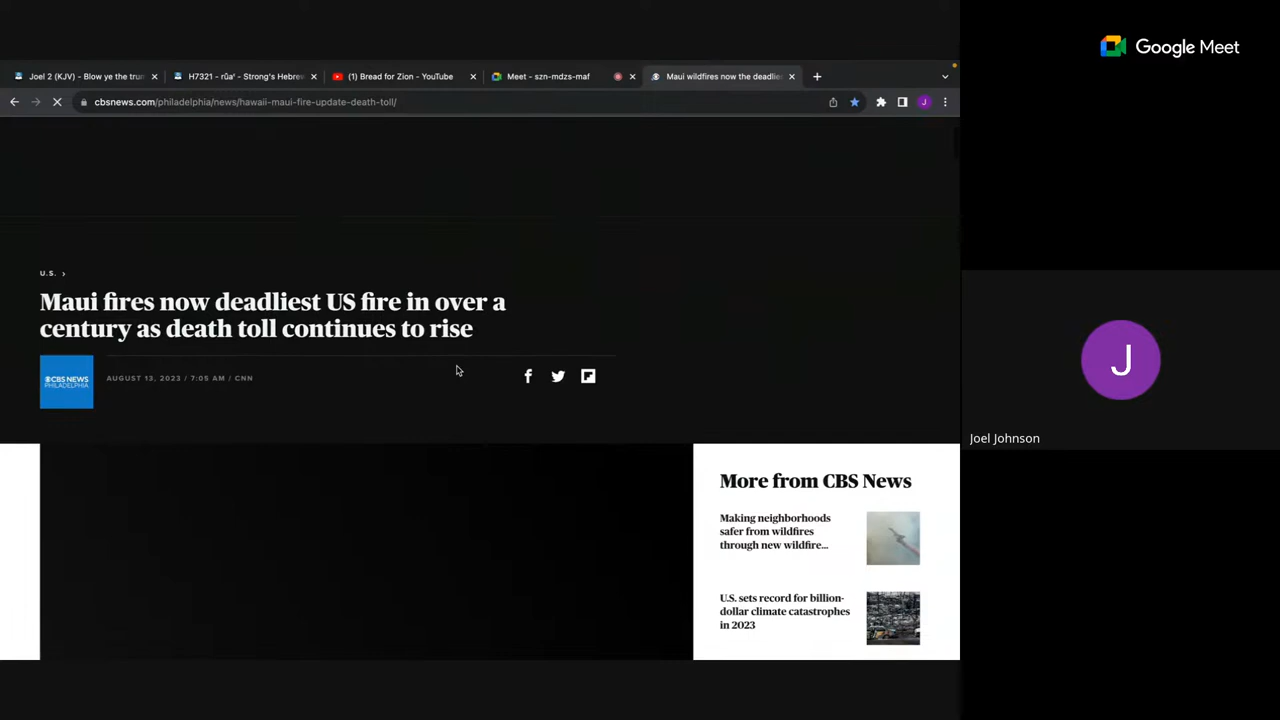 Google Meet
Joel 2 (KJV) - Blow ye the trum
H7321 - rûaʿ - Strong's Hebrew
(1) Bread for Zion - YouTube
Meet - szn-mdzs-maf
Maui wildfires now the deadlies
cbsnews.com/philadelphia/news/hawaii-maui-fire-update-death-toll/
J
U.S. ›
Maui fires now deadliest US fire in over a
century as death toll continues to rise
CBS NEWS
PHILADELPHIA
AUGUST 13, 2023 / 7:05 AM / CNN
More from CBS News
Making neighborhoods
safer from wildfires
through new wildfire...
U.S. sets record for billion-
dollar climate catastrophes
in 2023
J
Joel Johnson